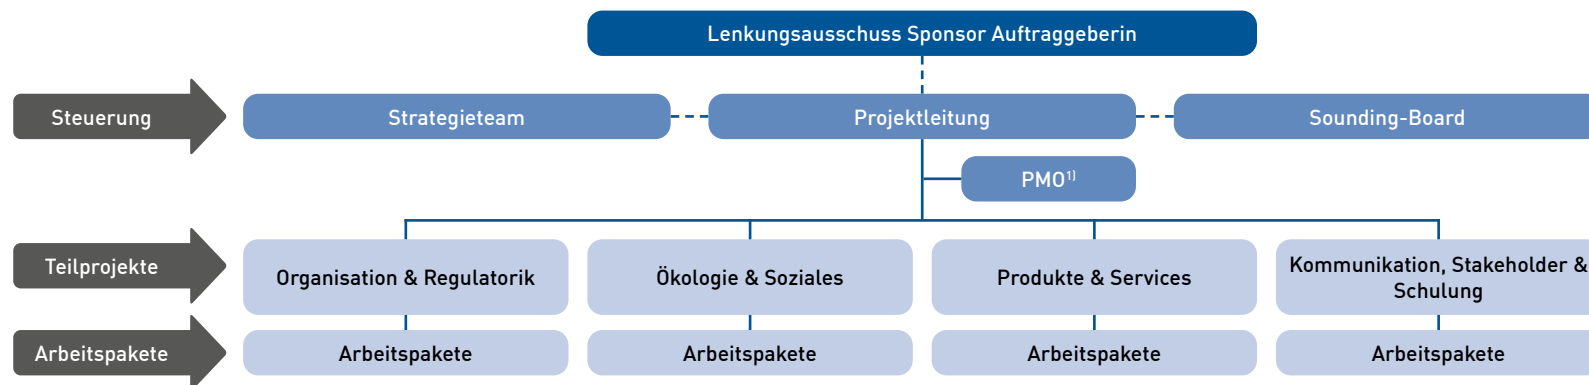 Lenkungsausschuss Sponsor Auftraggeberin
Steuerung
Strategieteam
Projektleitung
Sounding-Board
PMO¹⁾
Teilprojekte
Organisation & Regulatorik
Ökologie & Soziales
Produkte & Services
Kommunikation, Stakeholder &
Schulung
Arbeitspakete
Arbeitspakete
Arbeitspakete
Arbeitspakete
Arbeitspakete